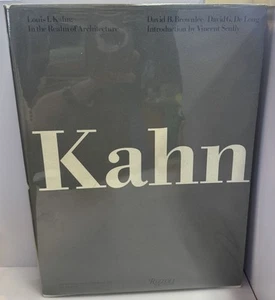 Louis I. Kahn: David B. Brownlee David G. De Long
In the Realm of Architecture Introduction by Vincent Scully
Kahn